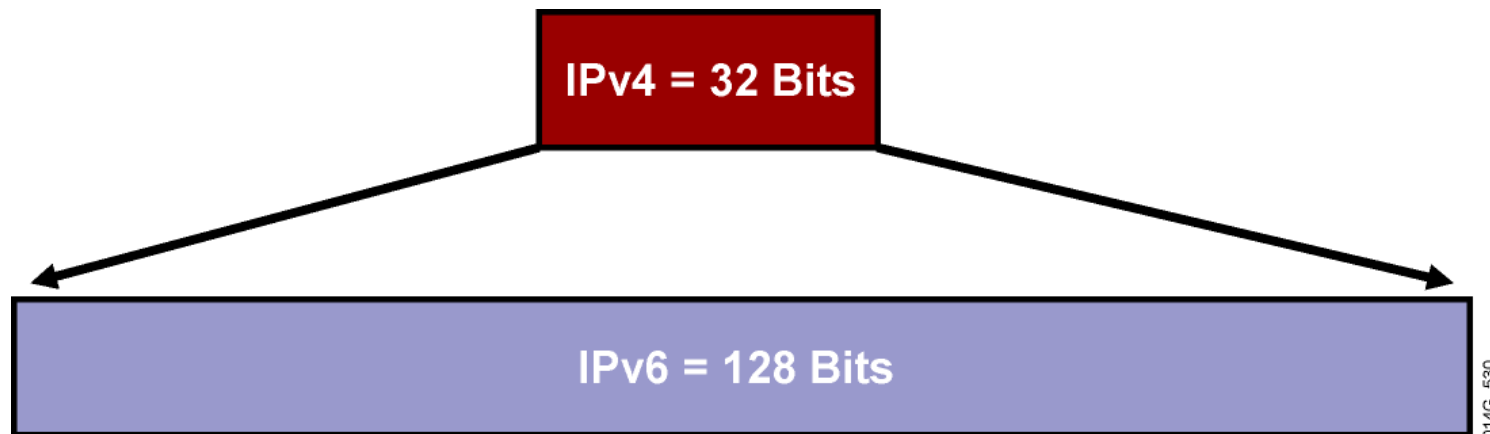 IPv4 = 32 Bits
IPv6 = 128 Bits